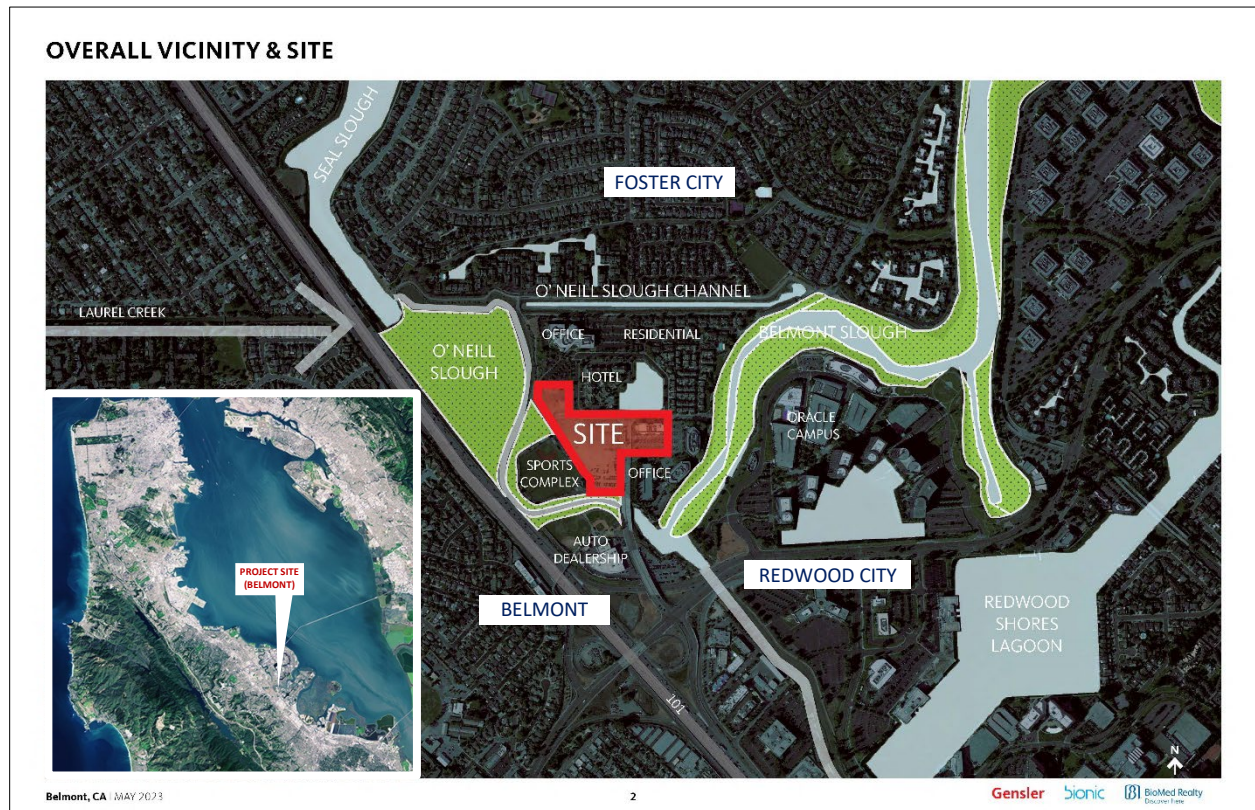 OVERALL VICINITY & SITE
SEAL SLOUGH
FOSTER CITY
LAUREL CREEK
O' NEILL SLOUGH CHANNEL
O' NEILL
SLOUGH
OFFICE
RESIDENTIAL
BELMONT SLOUGH
HOTEL
SITE
ORACLE
CAMPUS
SPORTS
COMPLEX
OFFICE
AUTO
DEALERSHIP
PROJECT SITE
(BELMONT)
REDWOOD CITY
BELMONT
REDWOOD
SHORES
LAGOON
101
N
Belmont, CA | MAY 2023
2
Gensler
bionic
BioMed Realty
Discover Here